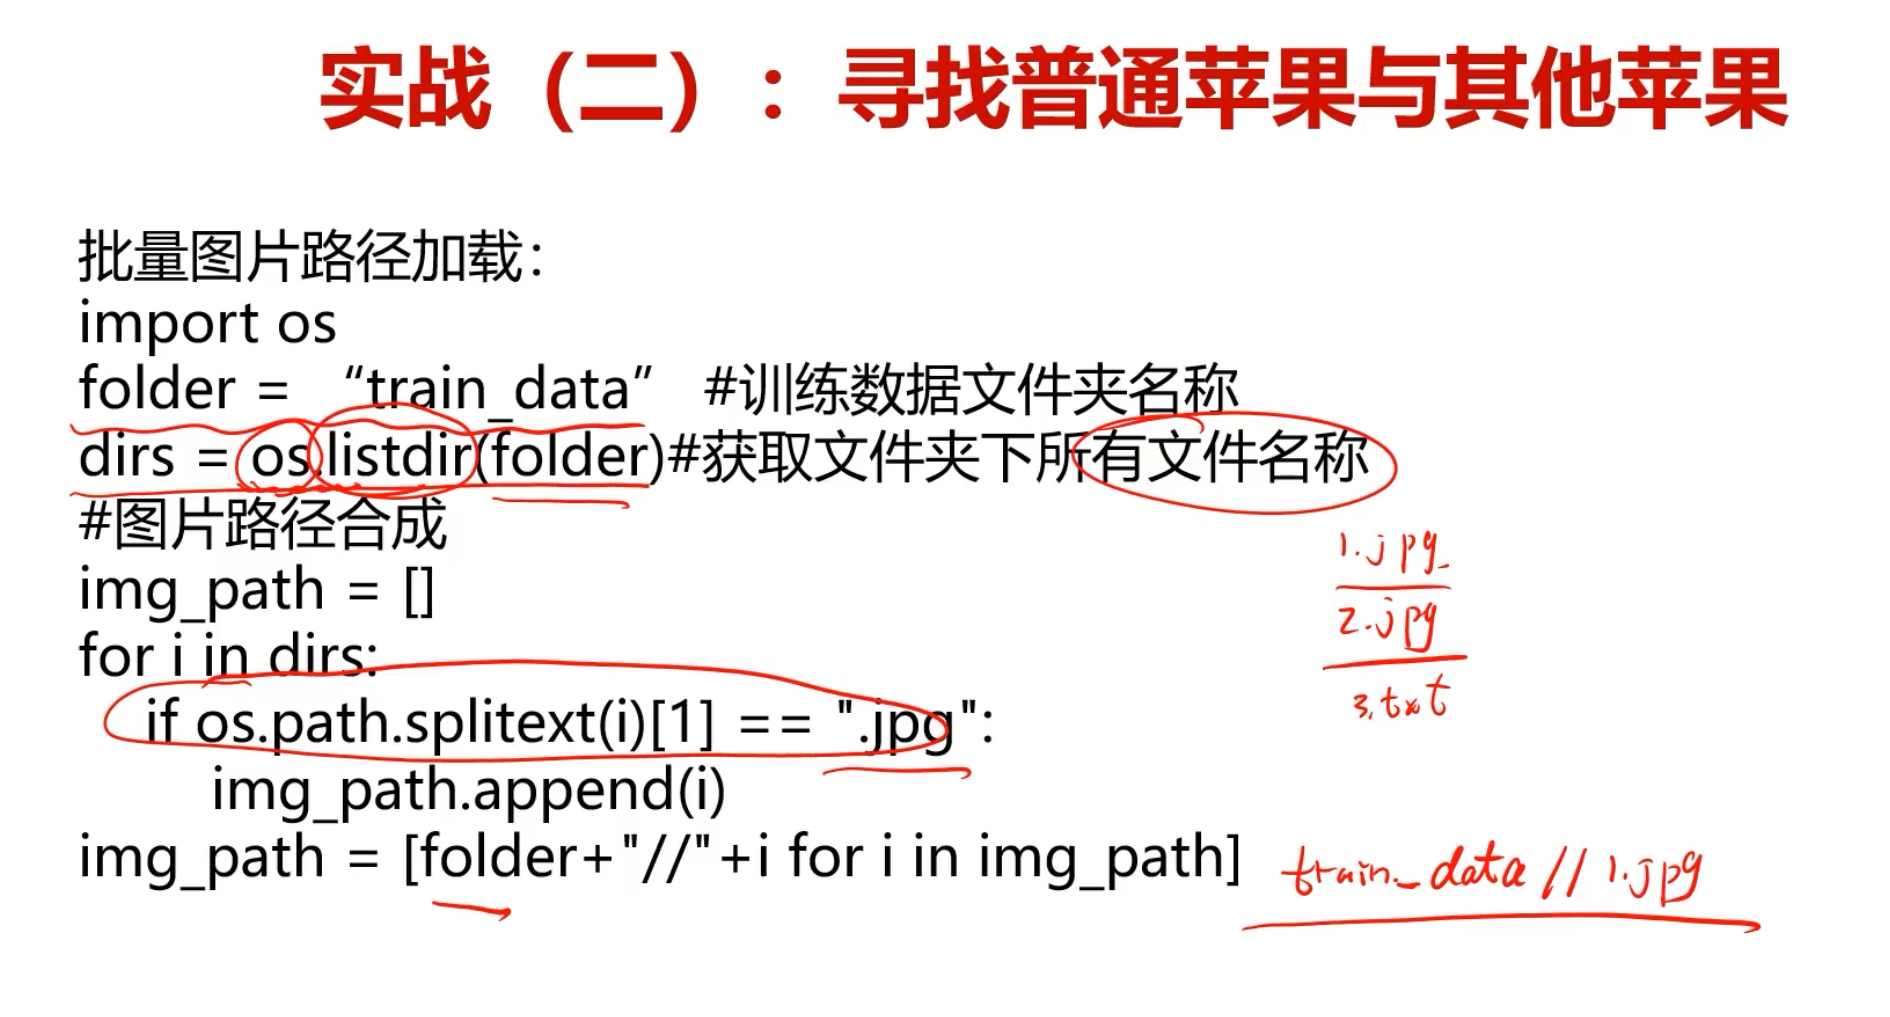 实战（二）：寻找普通苹果与其他苹果
批量图片路径加载：
import os
folder = “train_data” #训练数据文件夹名称
dirs = os.listdir(folder)#获取文件夹下所有文件名称
#图片路径合成
img_path = []
for i in dirs:
if os.path.splitext(i)[1] == ".jpg":
img_path.append(i)
img_path = [folder+"//"+i for i in img_path]
1.jpg
2.jpg
3.txt
train_data//1.jpg